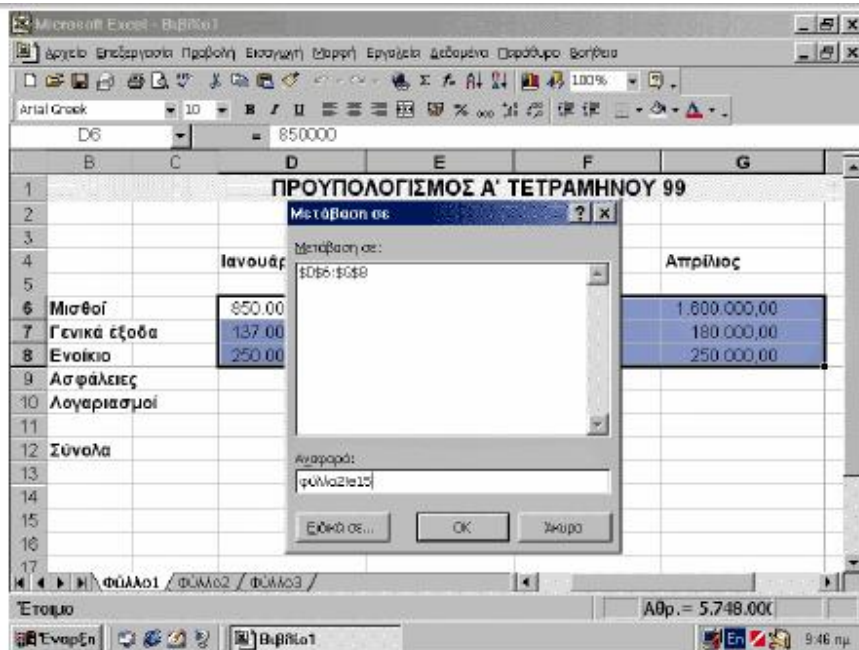 Microsoft Excel - Βιβλίο1
Αρχείο Επεξεργασία Προβολή Εισαγωγή Μορφή Εργαλεία Δεδομένα Παράθυρο Βοήθεια
100%
Arial Greek 10 B I U % 000
D6 = 850000
B C D E F G
1 ΠΡΟΥΠΟΛΟΓΙΣΜΟΣ Α' ΤΕΤΡΑΜΗΝΟΥ 99
2 Μετάβαση σε
3 Μετάβαση σε:
4 Ιανουάρ Απρίλιος
$D$6:$G$8
5
6 Μισθοί 850.00 1.600.000,00
7 Γενικά έξοδα 137.00 180.000,00
8 Ενοίκιο 250.00 250.000,00
9 Ασφάλειες
10 Λογαριασμοί
11
12 Σύνολα
Αναφορά:
13
φύλλο2!e15
14
15 Ειδικά σε... OK Άκυρο
16
17
Φύλλο1 / Φύλλο2 / Φύλλο3
Έτοιμο Αθρ.= 5.748.00
Έναρξη Βιβλίο1 En 9:46 πμ